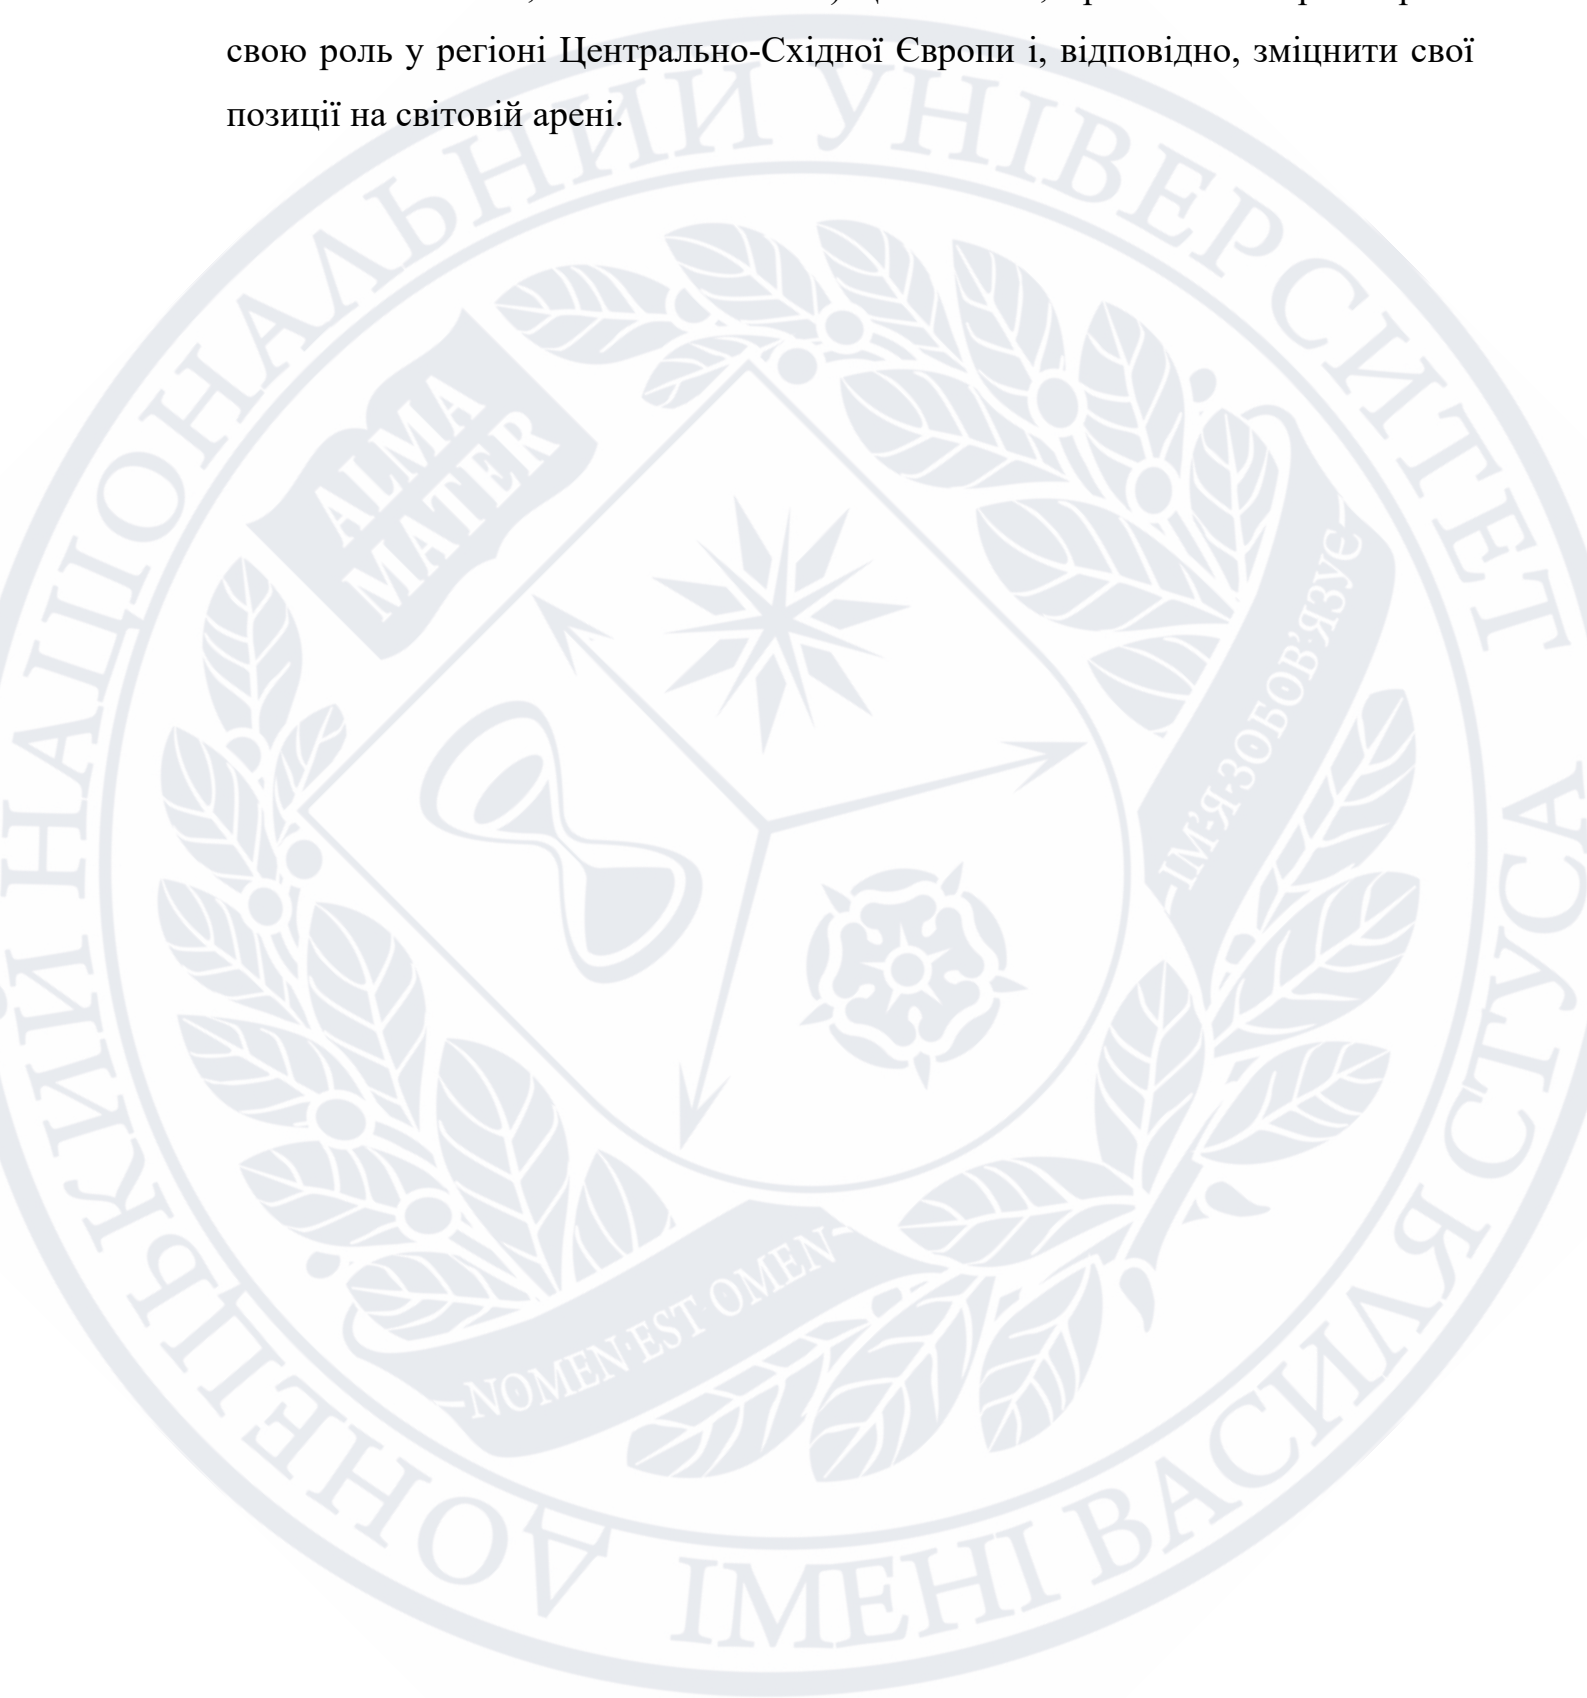 свою роль у регіоні Центрально-Східної Європи і, відповідно, зміцнити свої
позиції на світовій арені.
ДОНЕЦЬКИЙ НАЦІОНАЛЬНИЙ УНІВЕРСИТЕТ
ІМЕНІ ВАСИЛЯ СТУСА
ALMA
MATER
ІМ'Я·ЗОБОВ'ЯЗУЄ
NOMEN·EST·OMEN